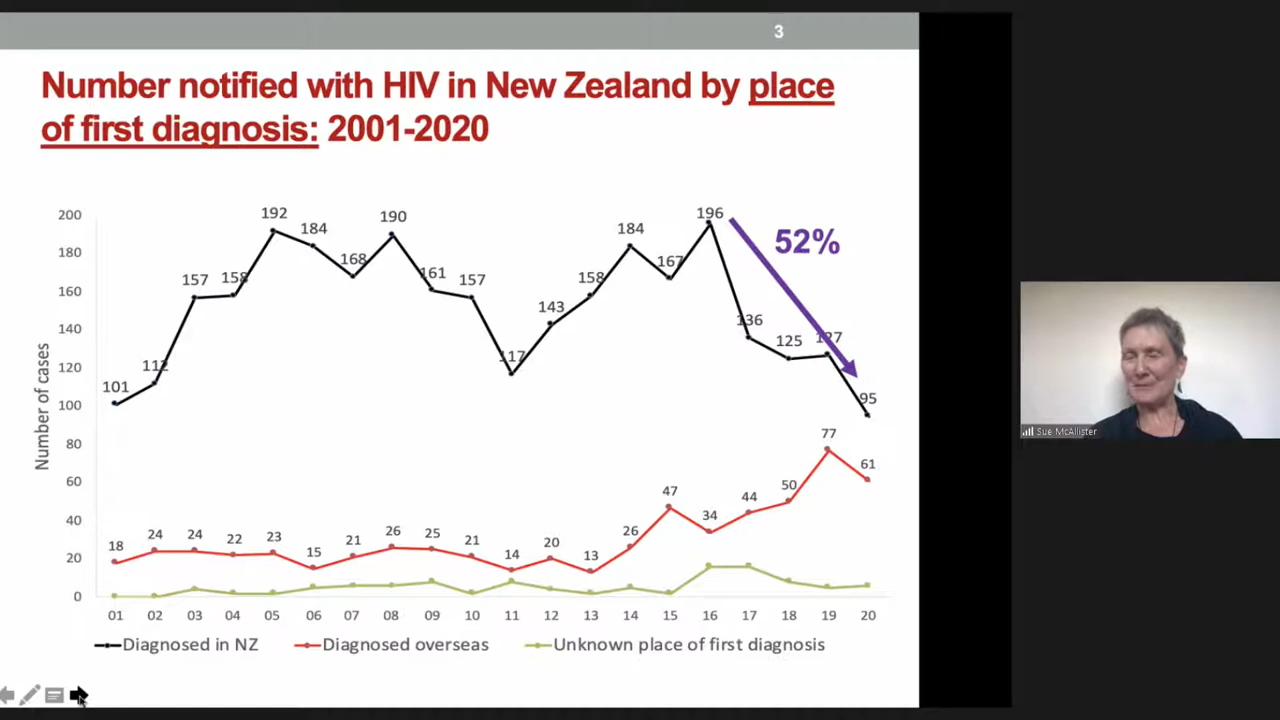 3
Number notified with HIV in New Zealand by place
of first diagnosis: 2001-2020
52%
Number of cases
200
180
160
140
120
100
80
60
40
20
0
101 112 157 158 192 184 168 190 161 157 117 143 158 184 167 196 136 125 127 95
18 24 24 22 23 15 21 26 25 21 14 20 13 26 47 34 44 50 77 61
01 02 03 04 05 06 07 08 09 10 11 12 13 14 15 16 17 18 19 20
Diagnosed in NZ Diagnosed overseas Unknown place of first diagnosis
Sue McAllister